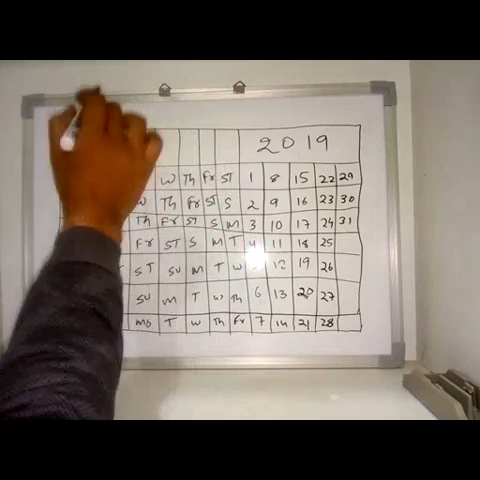 2019
W Th Fr ST 1 8 15 22 29
W Th Fr ST S 2 9 16 23 30
Th Fr ST S M 3 10 17 24 31
Fr ST S M T 4 11 18 25
ST SU M T W 12 19 26
SU M T W Th 6 13 20 27
Mo T W Th Fr 7 14 21 28